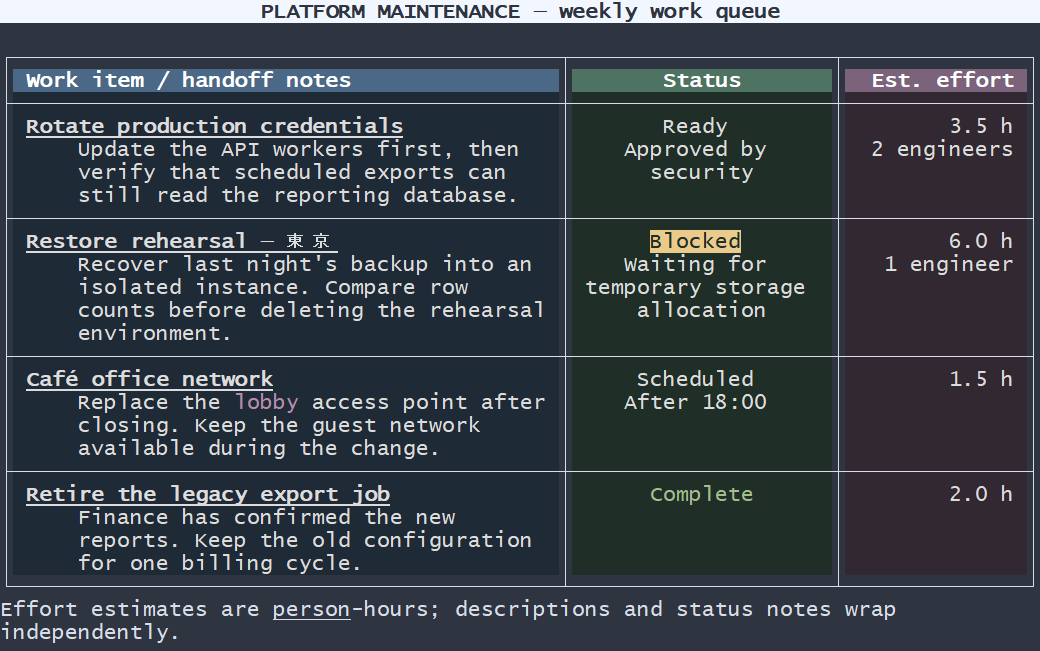 PLATFORM MAINTENANCE — weekly work queue
Work item / handoff notes
Status
Est. effort
Rotate production credentials
Update the API workers first, then
verify that scheduled exports can
still read the reporting database.
Ready
Approved by
security
3.5 h
2 engineers
Restore rehearsal — 東京
Recover last night's backup into an
isolated instance. Compare row
counts before deleting the rehearsal
environment.
Blocked
Waiting for
temporary storage
allocation
6.0 h
1 engineer
Café office network
Replace the lobby access point after
closing. Keep the guest network
available during the change.
Scheduled
After 18:00
1.5 h
Retire the legacy export job
Finance has confirmed the new
reports. Keep the old configuration
for one billing cycle.
Complete
2.0 h
Effort estimates are person-hours; descriptions and status notes wrap
independently.